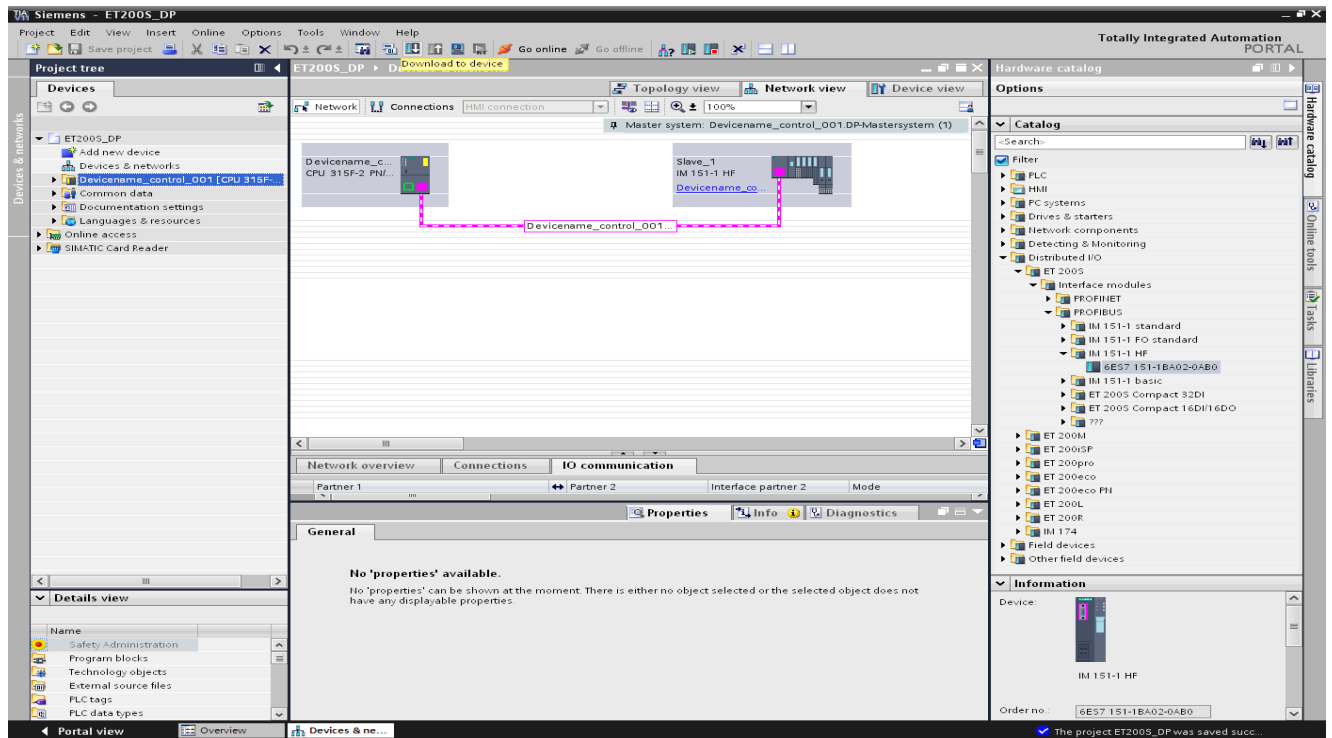 Siemens - ET200S_DP
Project Edit View Insert Online Options Tools Window Help
Totally Integrated Automation
PORTAL
Save project
Go online
Go offline
Download to device
Project tree
Devices
ET200S_DP
Add new device
Devices & networks
Devicename_control_001 [CPU 315F-...
Common data
Documentation settings
Languages & resources
Online access
SIMATIC Card Reader
Details view
Name
Safety Administration
Program blocks
Technology objects
External source files
PLC tags
PLC data types
Devices & networks
ET200S_DP
Topology view
Network view
Device view
Network
Connections
HMI connection
100%
Master system: Devicename_control_001.DP-Mastersystem (1)
Devicename_c...
CPU 315F-2 PN/...
Slave_1
IM 151-1 HF
Devicename_co...
Devicename_control_001...
Network overview
Connections
IO communication
Partner 1
Partner 2
Interface partner 2
Mode
Properties
Info
Diagnostics
General
No 'properties' available.
No 'properties' can be shown at the moment. There is either no object selected or the selected object does not
have any displayable properties.
Hardware catalog
Options
Catalog
<Search>
Filter
PLC
HMI
PC systems
Drives & starters
Network components
Detecting & Monitoring
Distributed I/O
ET 200S
Interface modules
PROFINET
PROFIBUS
IM 151-1 standard
IM 151-1 FO standard
IM 151-1 HF
6ES7 151-1BA02-0AB0
IM 151-1 basic
ET 200S Compact 32DI
ET 200S Compact 16DI/16DO
???
ET 200M
ET 200iSP
ET 200pro
ET 200eco
ET 200eco PN
ET 200L
ET 200R
IM 174
Field devices
Other field devices
Information
Device:
IM 151-1 HF
Order no.:
6ES7 151-1BA02-0AB0
Hardware catalog
Online tools
Tasks
Libraries
Portal view
Overview
Devices & ne...
The project ET200S_DP was saved succ...